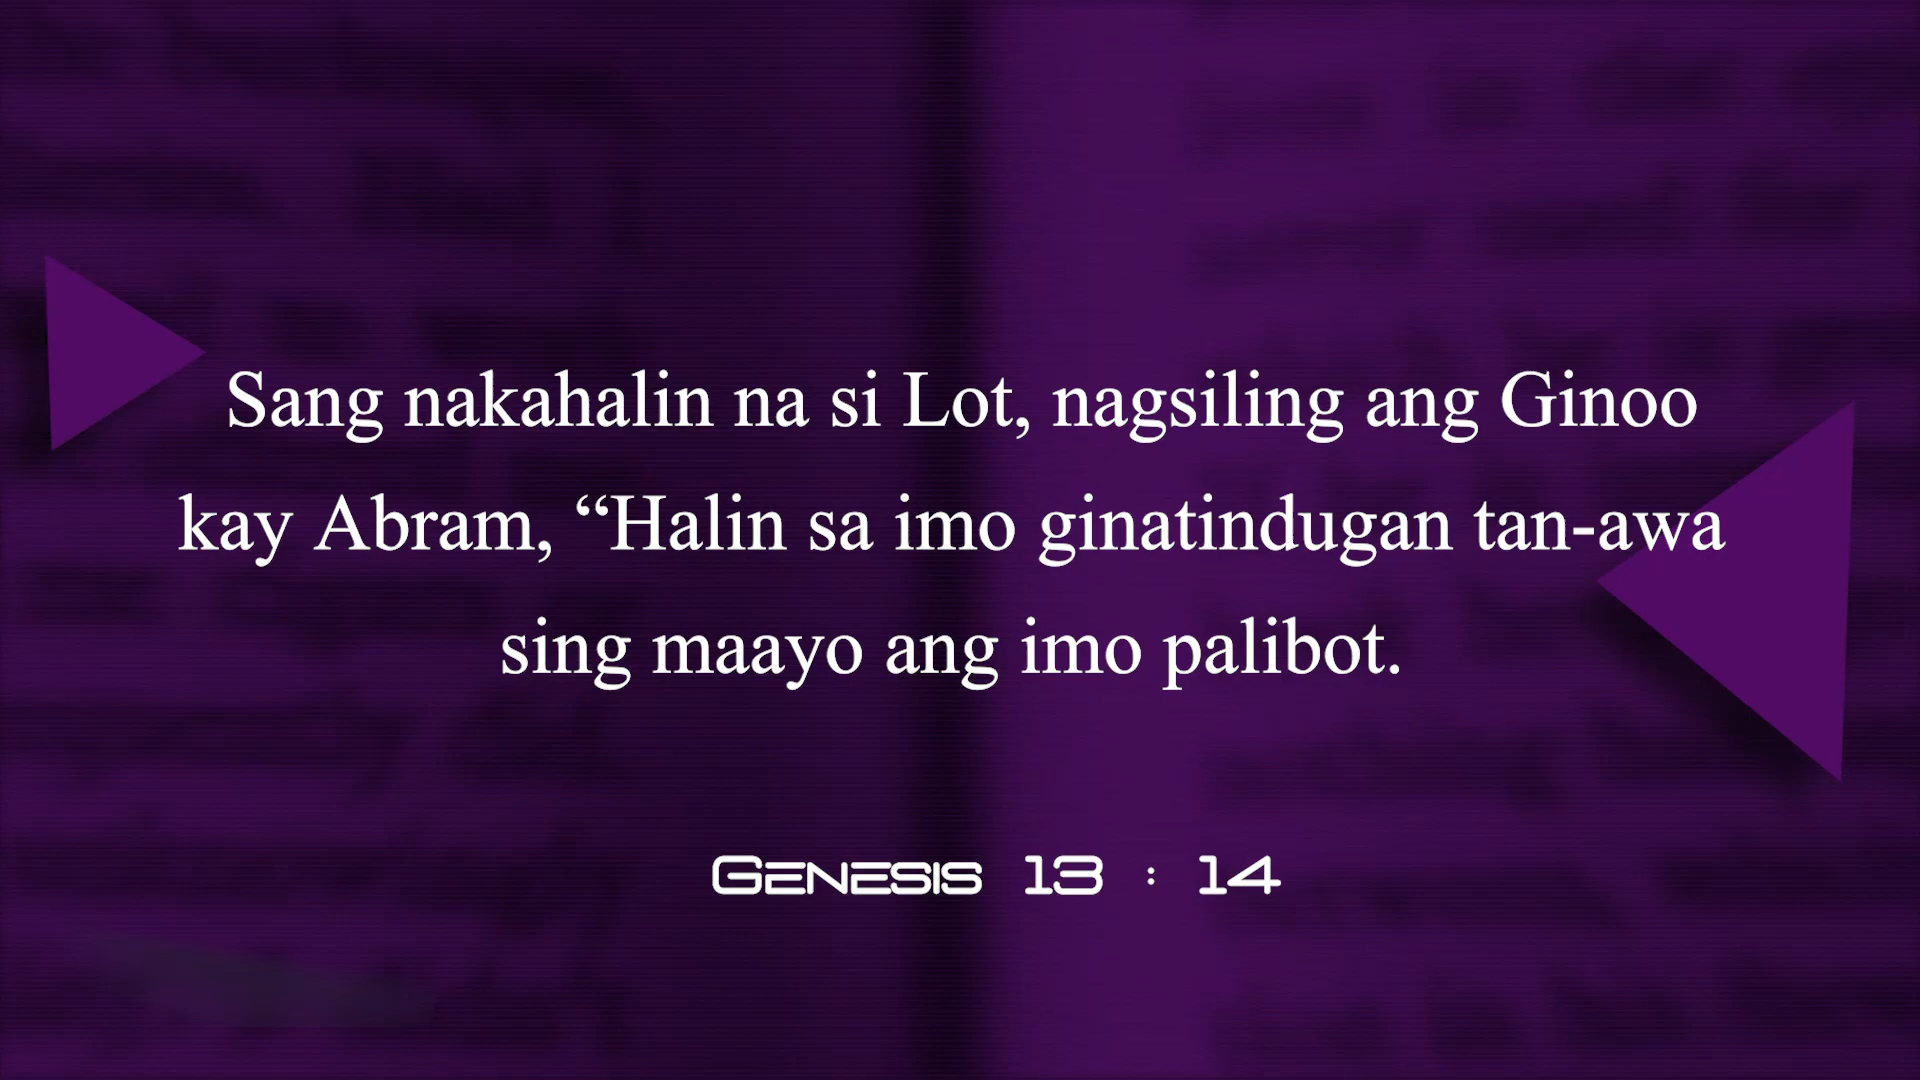 Sang nakahalin na si Lot, nagsiling ang Ginoo
kay Abram, “Halin sa imo ginatindugan tan-awa
sing maayo ang imo palibot.
Genesis 13 : 14